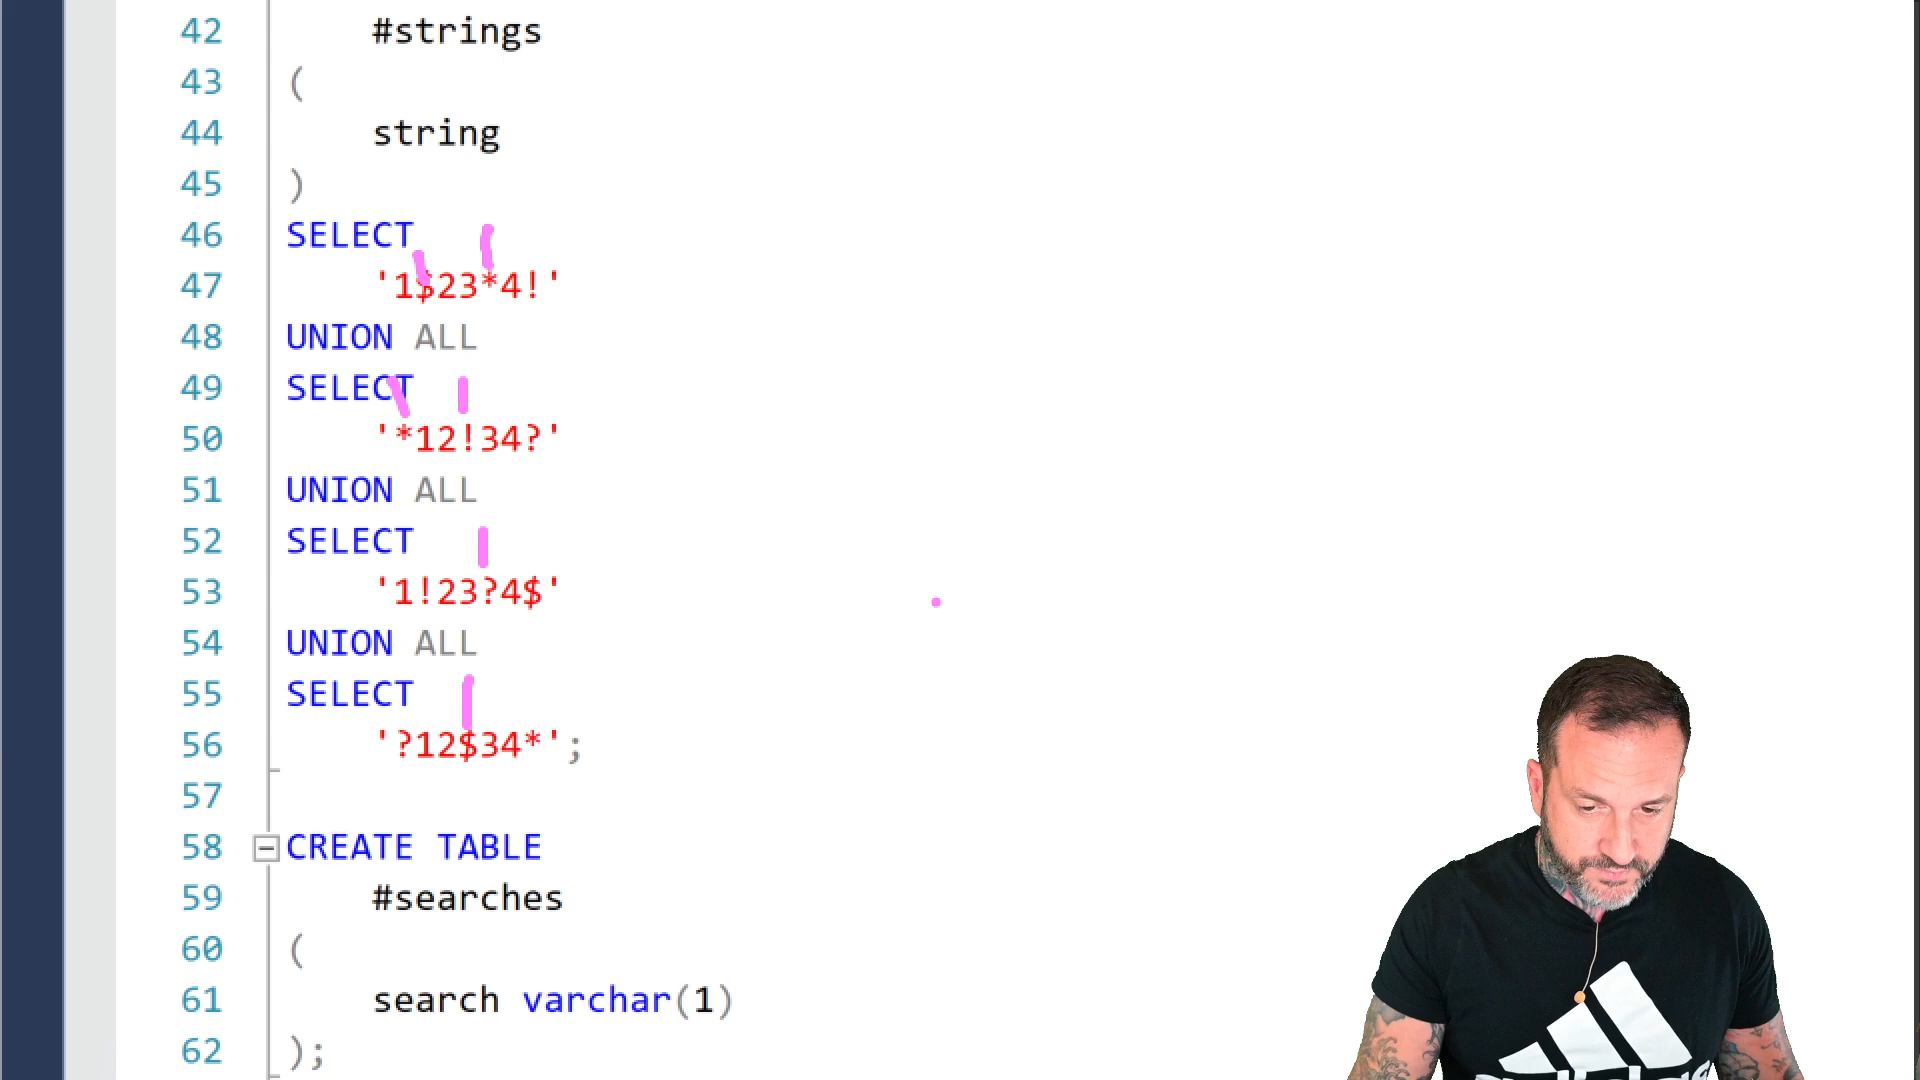 42 #strings
43 (
44 string
45 )
46 SELECT
47 '1$23*4!'
48 UNION ALL
49 SELECT
50 '*12!34?'
51 UNION ALL
52 SELECT
53 '1!23?4$'
54 UNION ALL
55 SELECT
56 '?12$34*';
57
58 CREATE TABLE
59 #searches
60 (
61 search varchar(1)
62 );